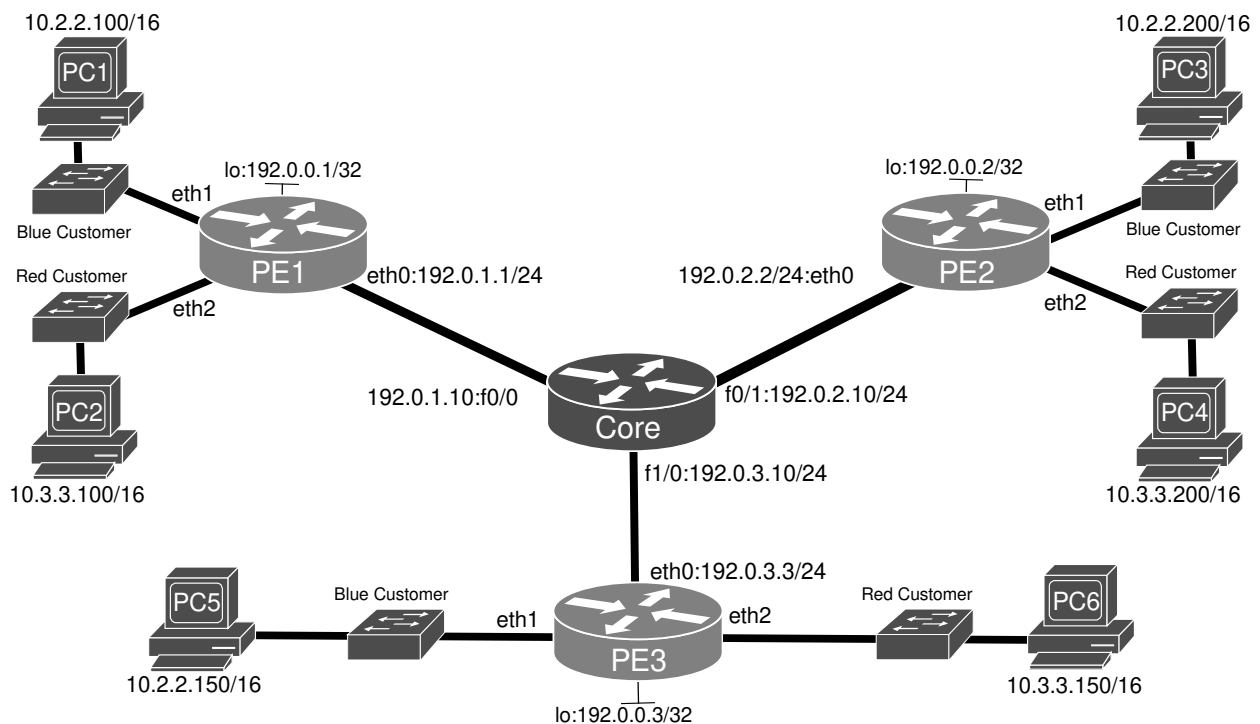 10.2.2.100/16
10.2.2.200/16
PC1
PC3
lo:192.0.0.1/32
lo:192.0.0.2/32
eth1
eth1
Blue Customer
Blue Customer
PE1
PE2
Red Customer
Red Customer
eth0:192.0.1.1/24
192.0.2.2/24:eth0
eth2
eth2
PC2
PC4
192.0.1.10:f0/0
f0/1:192.0.2.10/24
Core
10.3.3.100/16
10.3.3.200/16
f1/0:192.0.3.10/24
eth0:192.0.3.3/24
PC5
Blue Customer
eth1
eth2
Red Customer
PC6
PE3
10.2.2.150/16
10.3.3.150/16
lo:192.0.0.3/32